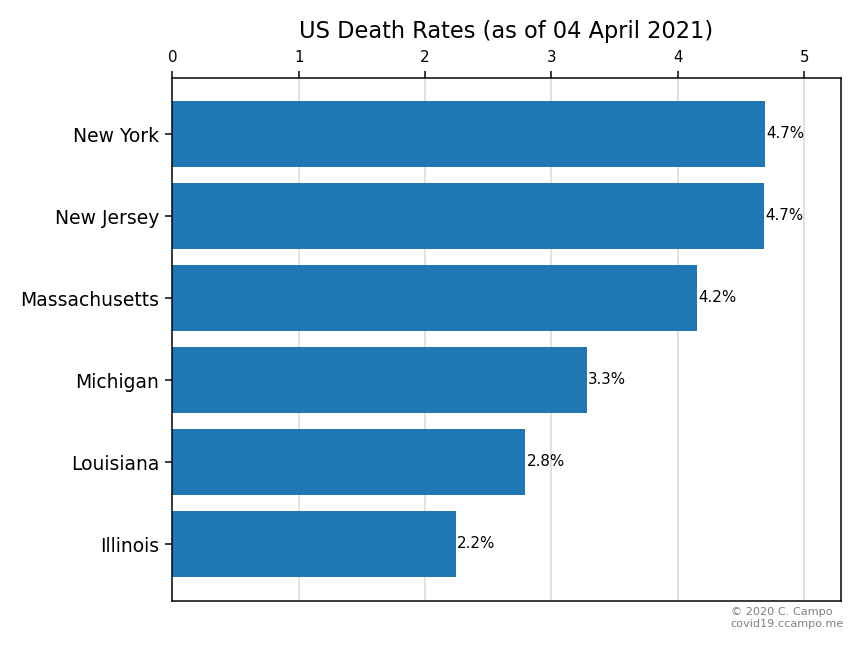 US Death Rates (as of 04 April 2021)
0 1 2 3 4 5
New York 4.7%
New Jersey 4.7%
Massachusetts 4.2%
Michigan 3.3%
Louisiana 2.8%
Illinois 2.2%
© 2020 C. Campo
covid19.ccampo.me